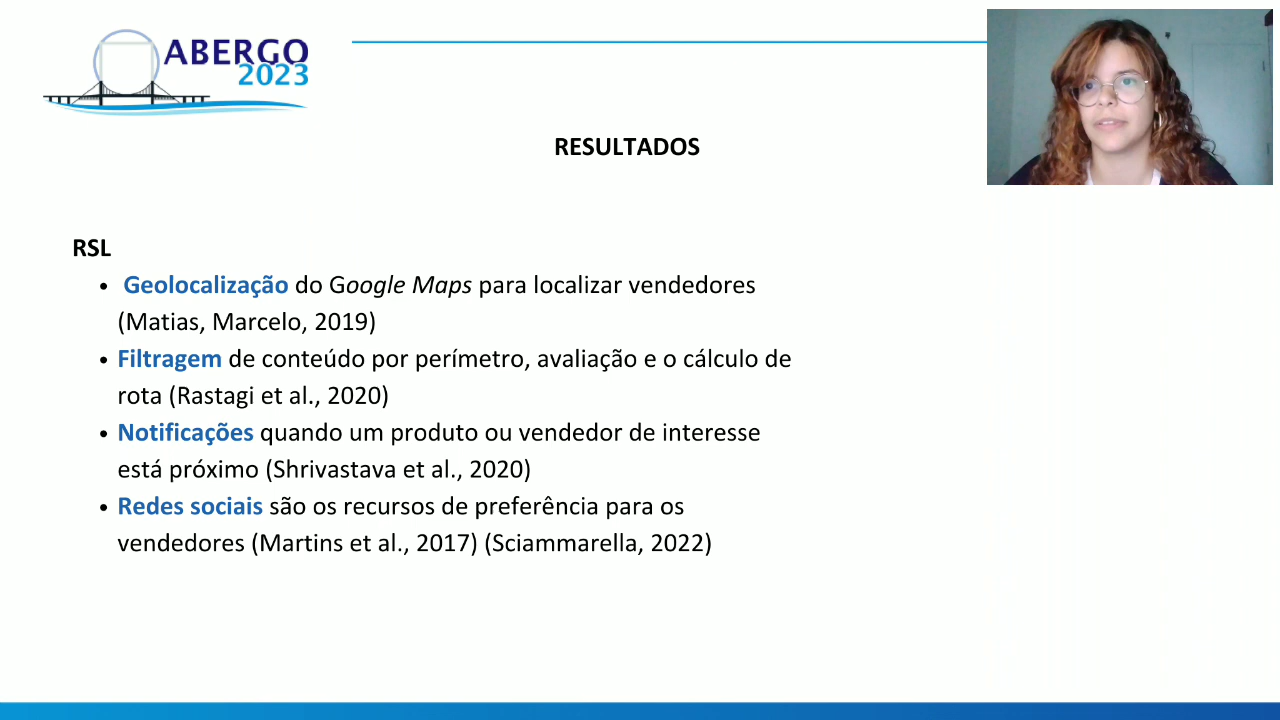 ABERGO
2023
RESULTADOS
RSL
• Geolocalização do Google Maps para localizar vendedores
(Matias, Marcelo, 2019)
• Filtragem de conteúdo por perímetro, avaliação e o cálculo de
rota (Rastagi et al., 2020)
• Notificações quando um produto ou vendedor de interesse
está próximo (Shrivastava et al., 2020)
• Redes sociais são os recursos de preferência para os
vendedores (Martins et al., 2017) (Sciammarella, 2022)